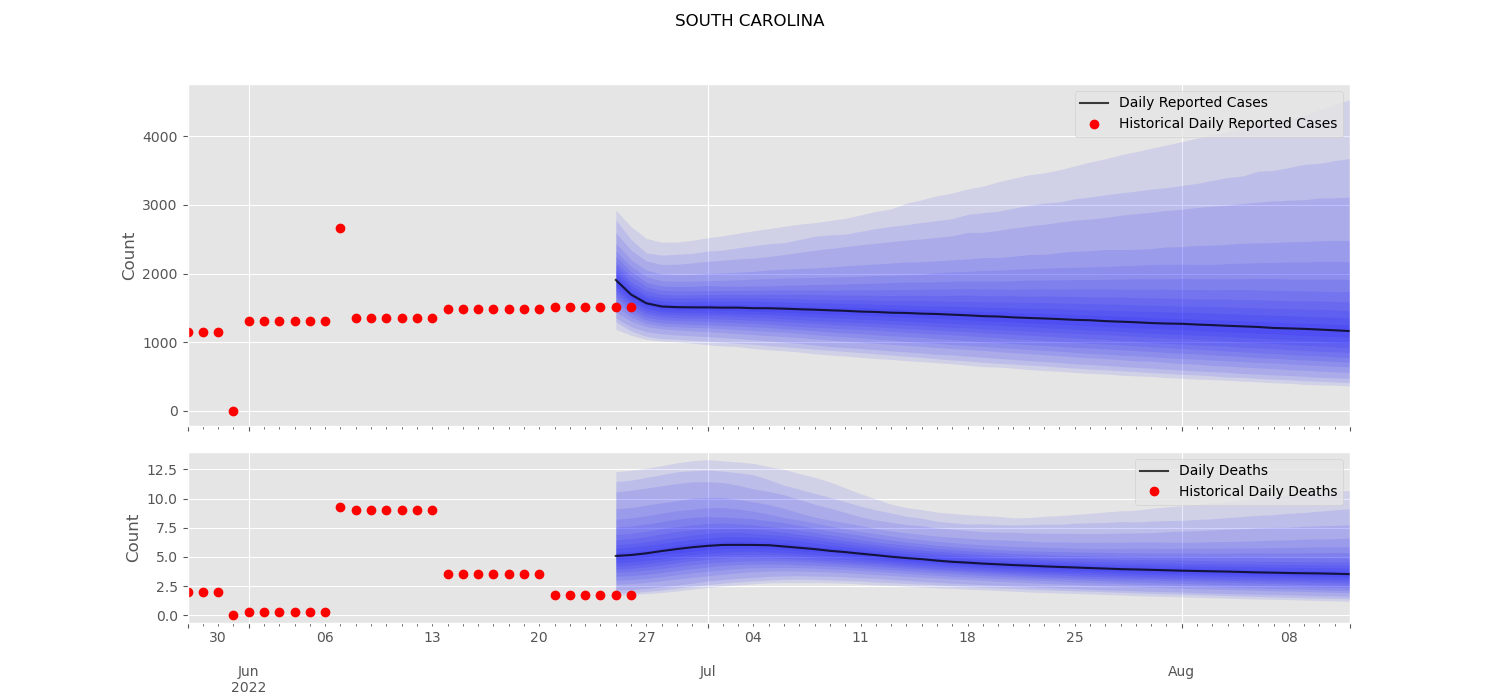 SOUTH CAROLINA
Daily Reported Cases
Historical Daily Reported Cases
4000
3000
2000
1000
0
Count
Daily Deaths
Historical Daily Deaths
12.5
10.0
7.5
5.0
2.5
0.0
Count
30 06 13 20 27 04 11 18 25 08
Jun Jul Aug
2022